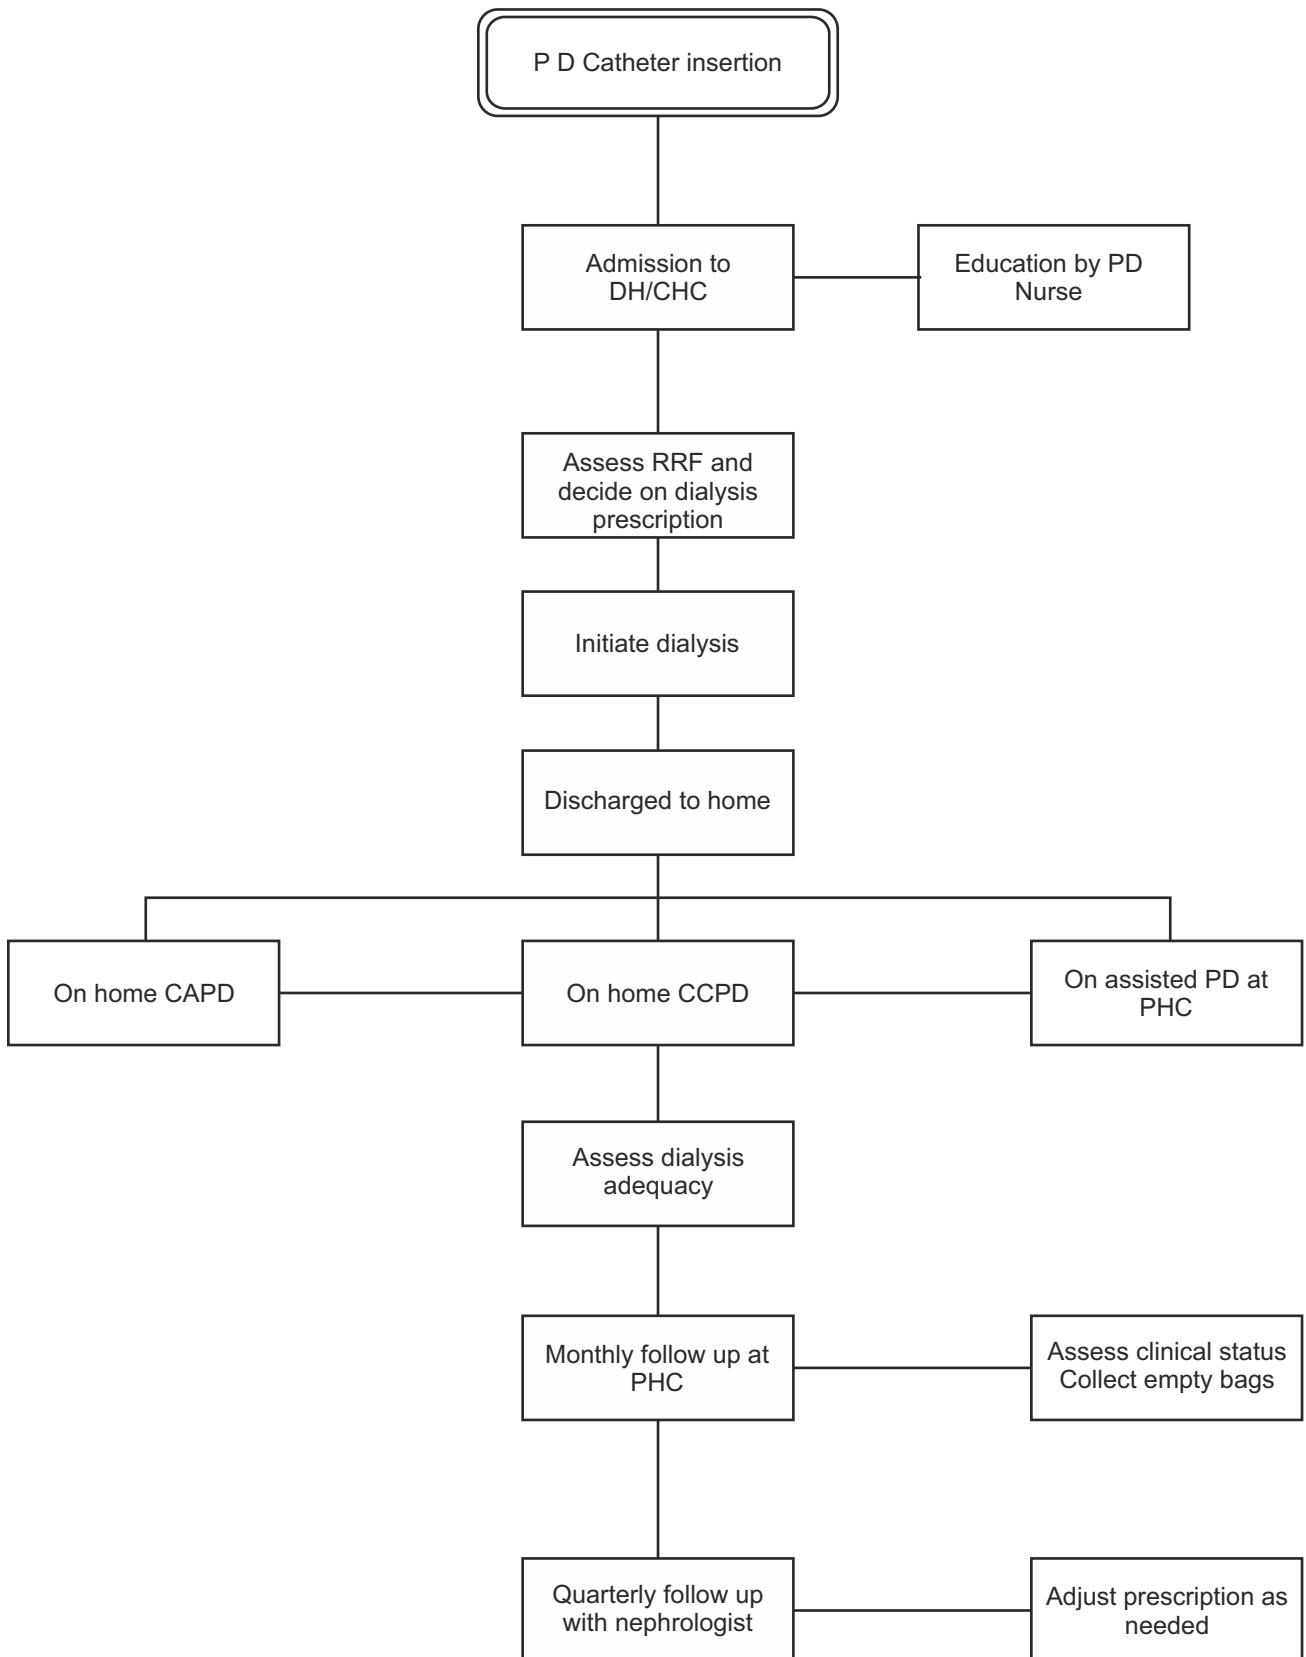 P D Catheter insertion
Admission to
DH/CHC
Education by PD
Nurse
Assess RRF and
decide on dialysis
prescription
Initiate dialysis
Discharged to home
On home CAPD
On home CCPD
On assisted PD at
PHC
Assess dialysis
adequacy
Monthly follow up at
PHC
Assess clinical status
Collect empty bags
Quarterly follow up
with nephrologist
Adjust prescription as
needed